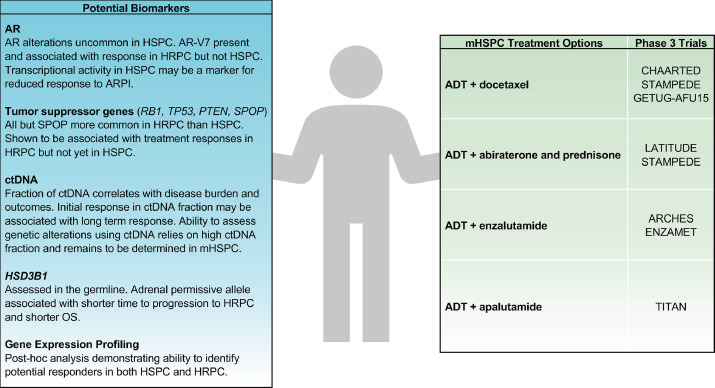 Potential Biomarkers
AR
AR alterations uncommon in HSPC. AR-V7 present
and associated with response in HRPC but not HSPC.
Transcriptional activity in HSPC may be a marker for
reduced response to ARPI.
Tumor suppressor genes (RB1, TP53, PTEN, SPOP)
All but SPOP more common in HRPC than HSPC.
Shown to be associated with treatment responses in
HRPC but not yet in HSPC.
ctDNA
Fraction of ctDNA correlates with disease burden and
outcomes. Initial response in ctDNA fraction may be
associated with long term response. Ability to assess
genetic alterations using ctDNA relies on high ctDNA
fraction and remains to be determined in mHSPC.
HSD3B1
Assessed in the germline. Adrenal permissive allele
associated with shorter time to progression to HRPC
and shorter OS.
Gene Expression Profiling
Post-hoc analysis demonstrating ability to identify
potential responders in both HSPC and HRPC.
mHSPC Treatment Options Phase 3 Trials
ADT + docetaxel
CHAARTED
STAMPEDE
GETUG-AFU15
ADT + abiraterone and prednisone
LATITUDE
STAMPEDE
ADT + enzalutamide
ARCHES
ENZAMET
ADT + apalutamide
TITAN